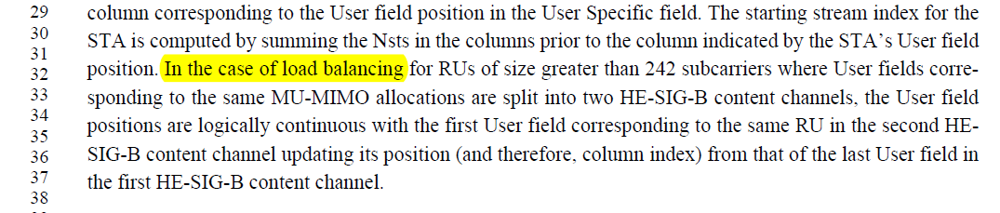 29 column corresponding to the User field position in the User Specific field. The starting stream index for the
30 STA is computed by summing the Nsts in the columns prior to the column indicated by the STA's User field
31
32 position. In the case of load balancing for RUs of size greater than 242 subcarriers where User fields corre-
33 sponding to the same MU-MIMO allocations are split into two HE-SIG-B content channels, the User field
34
35 positions are logically continuous with the first User field corresponding to the same RU in the second HE-
36 SIG-B content channel updating its position (and therefore, column index) from that of the last User field in
37 the first HE-SIG-B content channel.
38